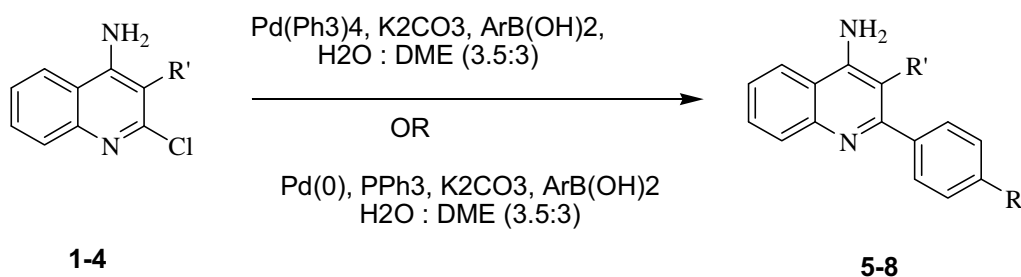 NH2
R'
N
Cl
1-4
Pd(Ph3)4, K2CO3, ArB(OH)2,
H2O : DME (3.5:3)
OR
Pd(0), PPh3, K2CO3, ArB(OH)2
H2O : DME (3.5:3)
NH2
R'
N
R
5-8